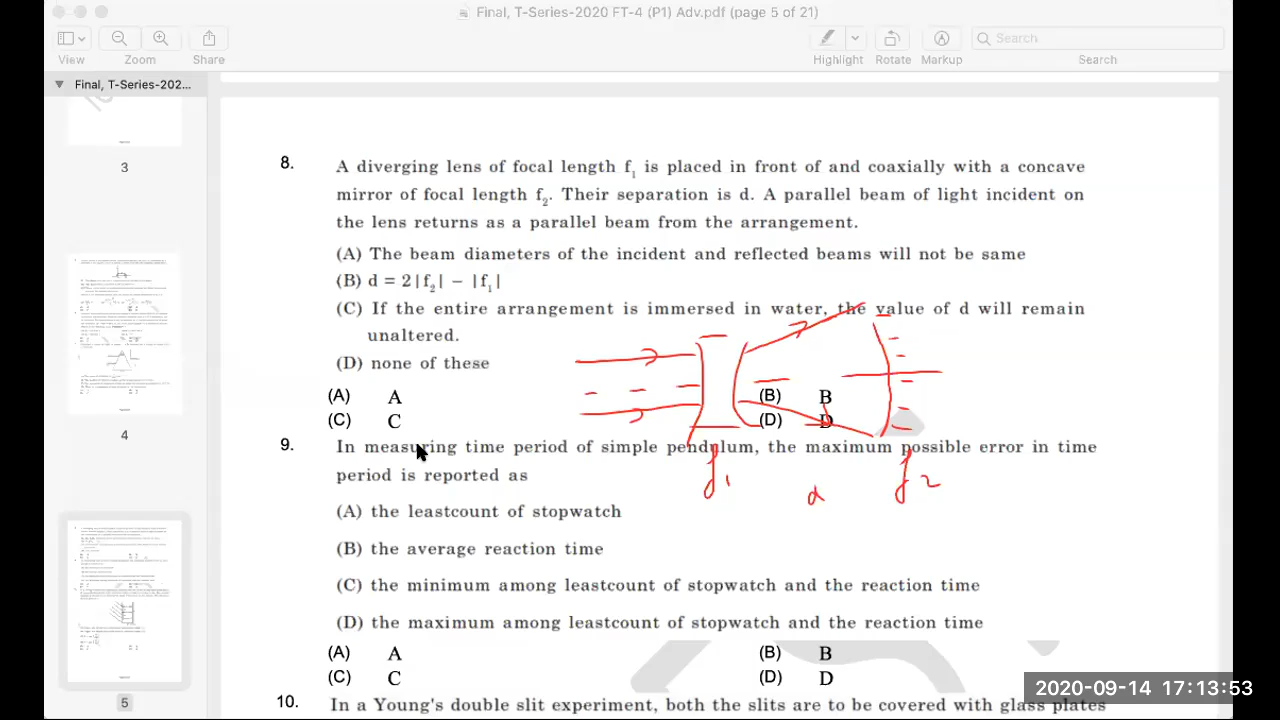 Final, T-Series-2020 FT-4 (P1) Adv.pdf (page 5 of 21)
View Zoom Share Highlight Rotate Markup Search
Search
Final, T-Series-202...
3
4
5
8. A diverging lens of focal length f1 is placed in front of and coaxially with a concave
mirror of focal length f2. Their separation is d. A parallel beam of light incident on
the lens returns as a parallel beam from the arrangement.
(A) The beam diameters of the incident and reflected beams will not be same
(B) d = 2|f2| − |f1|
(C) If the entire arrangement is immersed in water, the value of d will remain
unaltered.
(D) none of these
(A) A (B) B
(C) C (D) D
f1 d f2
9. In measuring time period of simple pendulum, the maximum possible error in time
period is reported as
(A) the leastcount of stopwatch
(B) the average reaction time
(C) the minimum among leastcount of stopwatch and the reaction time
(D) the maximum among leastcount of stopwatch and the reaction time
(A) A (B) B
(C) C (D) D
10. In a Young's double slit experiment, both the slits are to be covered with glass plates
2020-09-14 17:13:53